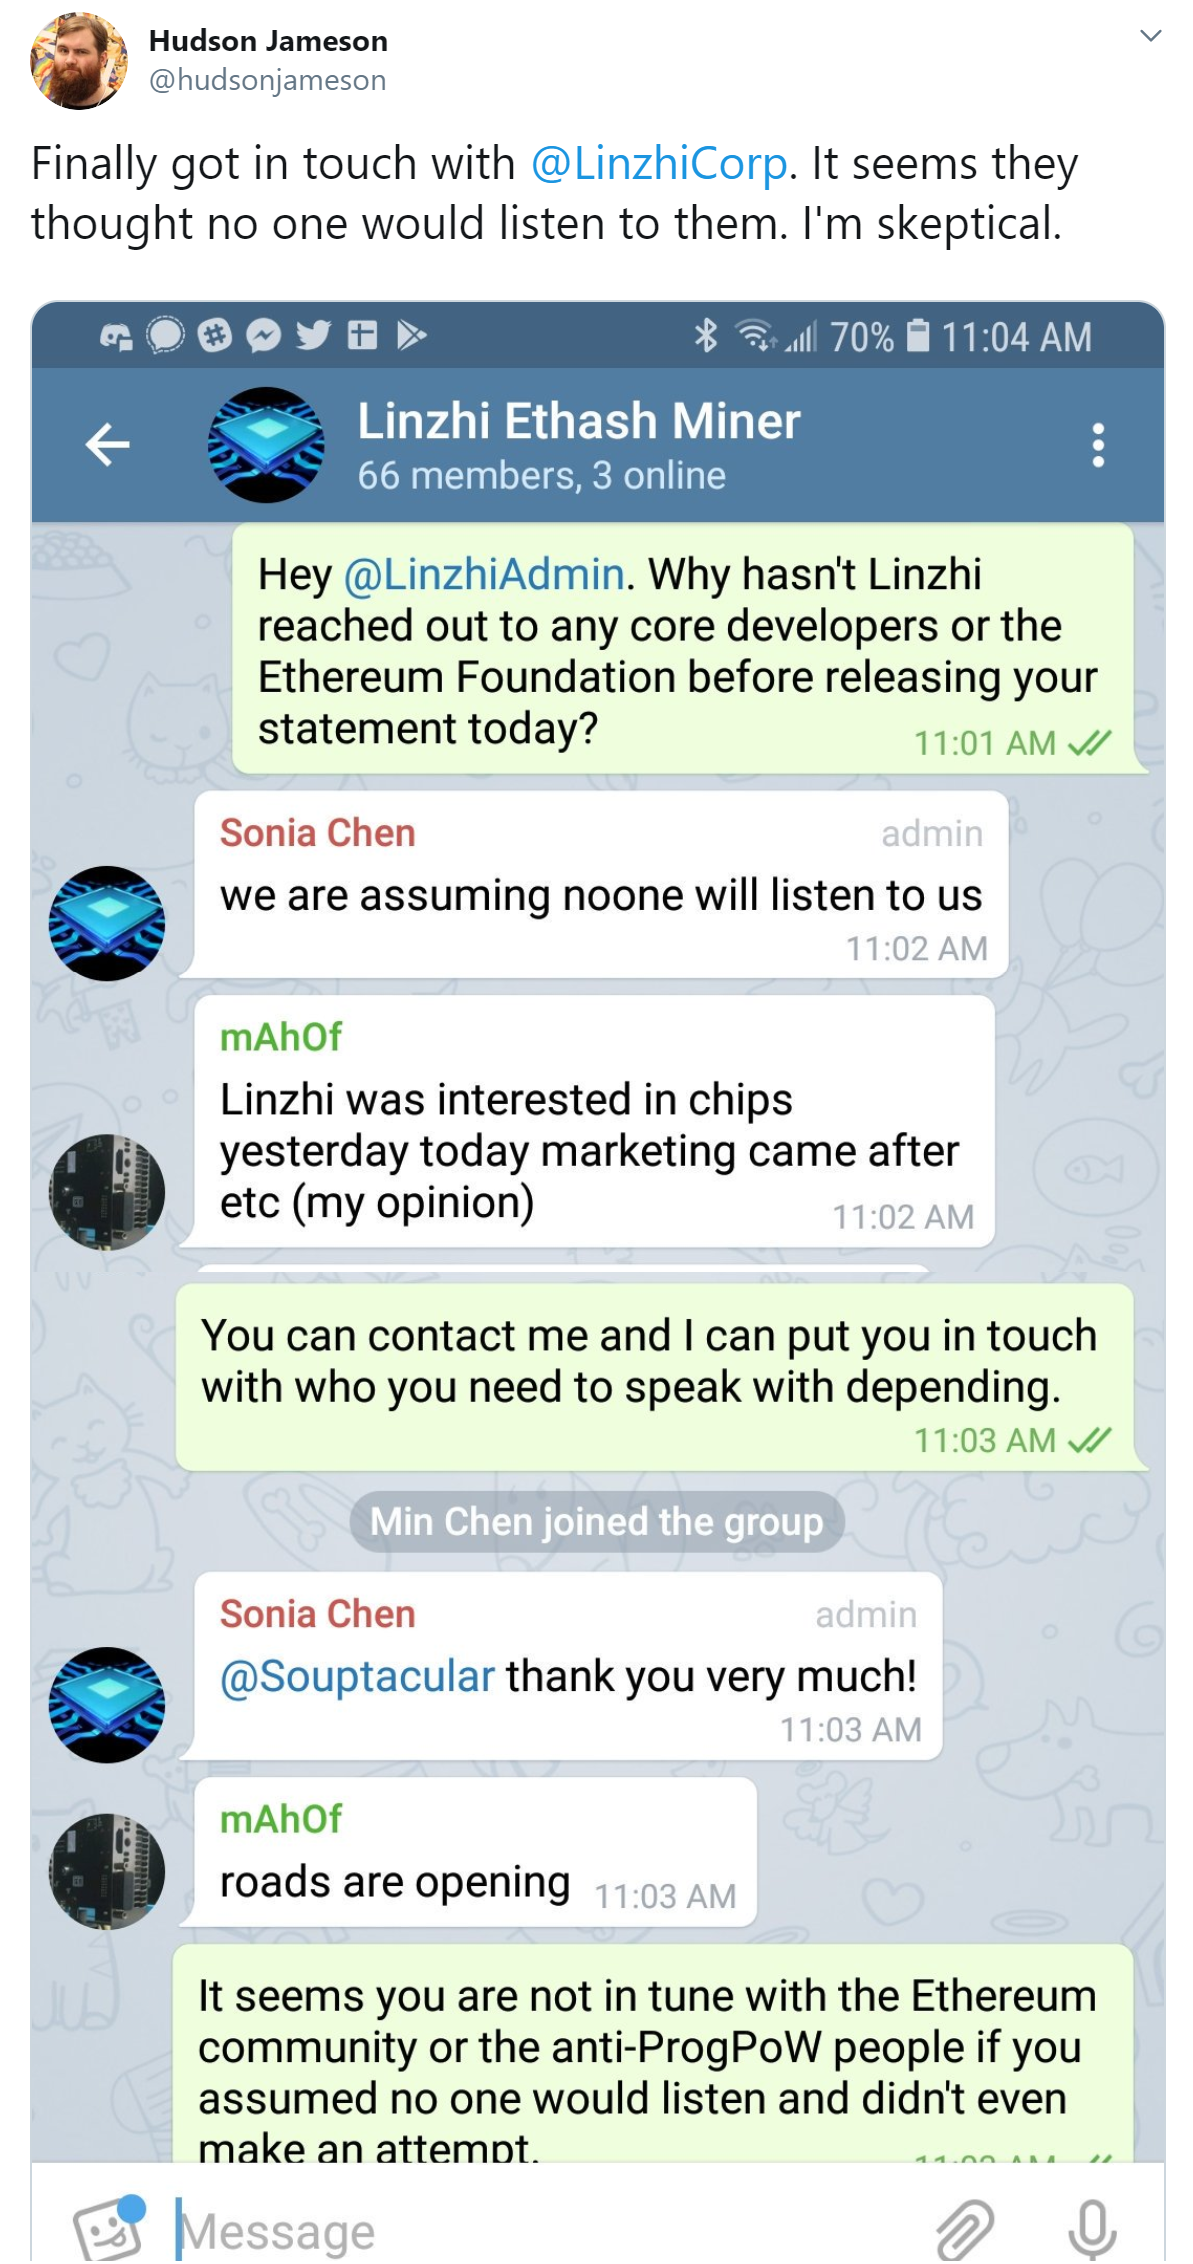 Hudson Jameson
@hudsonjameson
Finally got in touch with @LinzhiCorp. It seems they
thought no one would listen to them. I'm skeptical.
70% 11:04 AM
Linzhi Ethash Miner
66 members, 3 online
Hey @LinzhiAdmin. Why hasn't Linzhi
reached out to any core developers or the
Ethereum Foundation before releasing your
statement today?
11:01 AM
Sonia Chen admin
we are assuming noone will listen to us
11:02 AM
mAhOf
Linzhi was interested in chips
yesterday today marketing came after
etc (my opinion)
11:02 AM
You can contact me and I can put you in touch
with who you need to speak with depending.
11:03 AM
Min Chen joined the group
Sonia Chen admin
@Souptacular thank you very much!
11:03 AM
mAhOf
roads are opening 11:03 AM
It seems you are not in tune with the Ethereum
community or the anti-ProgPoW people if you
assumed no one would listen and didn't even
make an attempt.
Message